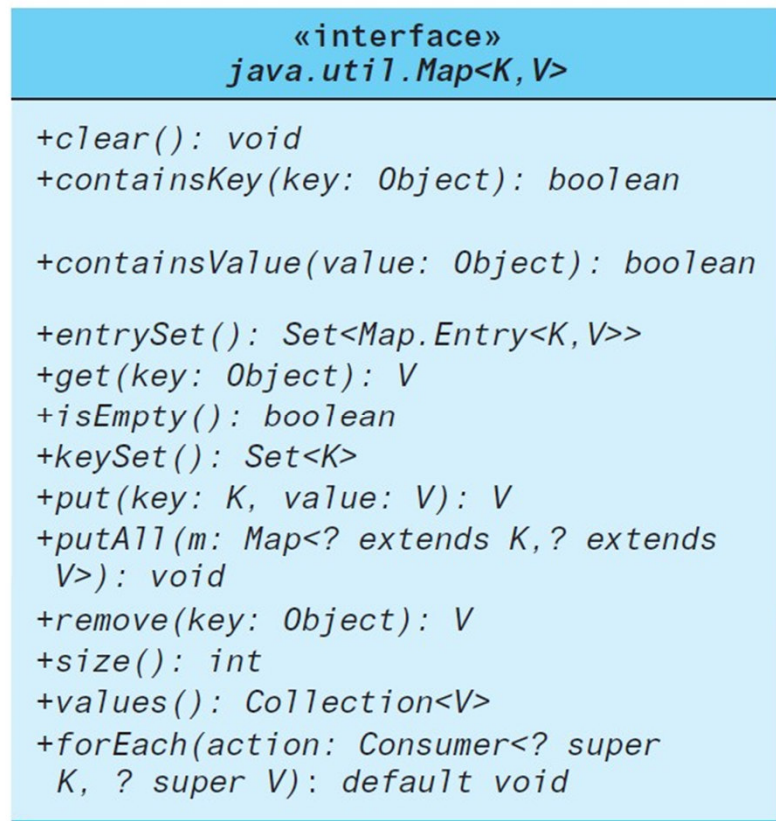 «interface»
java.util.Map<K,V>
+clear(): void
+containsKey(key: Object): boolean
+containsValue(value: Object): boolean
+entrySet(): Set<Map.Entry<K,V>>
+get(key: Object): V
+isEmpty(): boolean
+keySet(): Set<K>
+put(key: K, value: V): V
+putAll(m: Map<? extends K,? extends
V>): void
+remove(key: Object): V
+size(): int
+values(): Collection<V>
+forEach(action: Consumer<? super
K, ? super V): default void